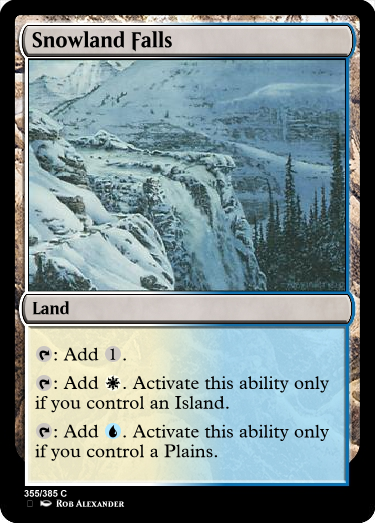 Snowland Falls
Land
: Add 1.
: Add . Activate this ability only
if you control an Island.
: Add . Activate this ability only
if you control a Plains.
355/385 C
Rob Alexander